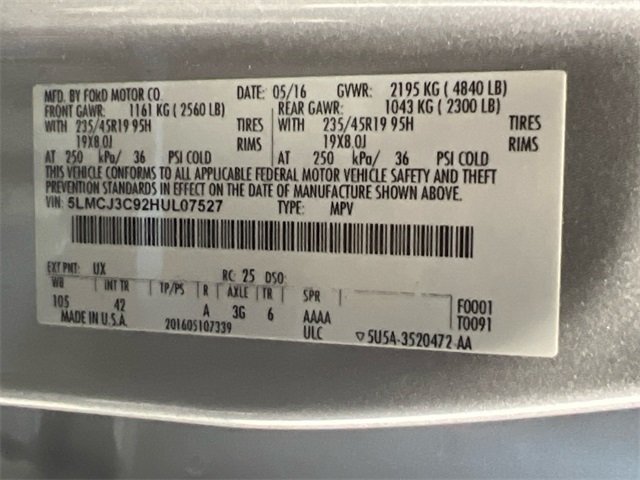 MFD. BY FORD MOTOR CO DATE: 05/16 GVWR: 2195 KG ( 4840 LB)
FRONT GAWR: 1161 KG ( 2560 LB) REAR GAWR: 1043 KG ( 2300 LB)
WITH 235/45R19 95H TIRES WITH 235/45R19 95H TIRES
19X8.0J RIMS 19X8.0J RIMS
AT 250 kPa/ 36 PSI COLD AT 250 kPa/ 36 PSI COLD
THIS VEHICLE CONFORMS TO ALL APPLICABLE FEDERAL MOTOR VEHICLE SAFETY AND THEFT
PREVENTION STANDARDS IN EFFECT ON THE DATE OF MANUFACTURE SHOWN ABOVE.
VIN: 5LMCJ3C92HUL07527 TYPE: MPV
EXT PNT: UX RC: 25 DSO:
WB INT TR TP/PS R AXLE TR SPR
105 42 A 3G 6 AAAA F0001
MADE IN U.S.A. 201605107339 ULC T0091
▽5U5A-3520472-AA